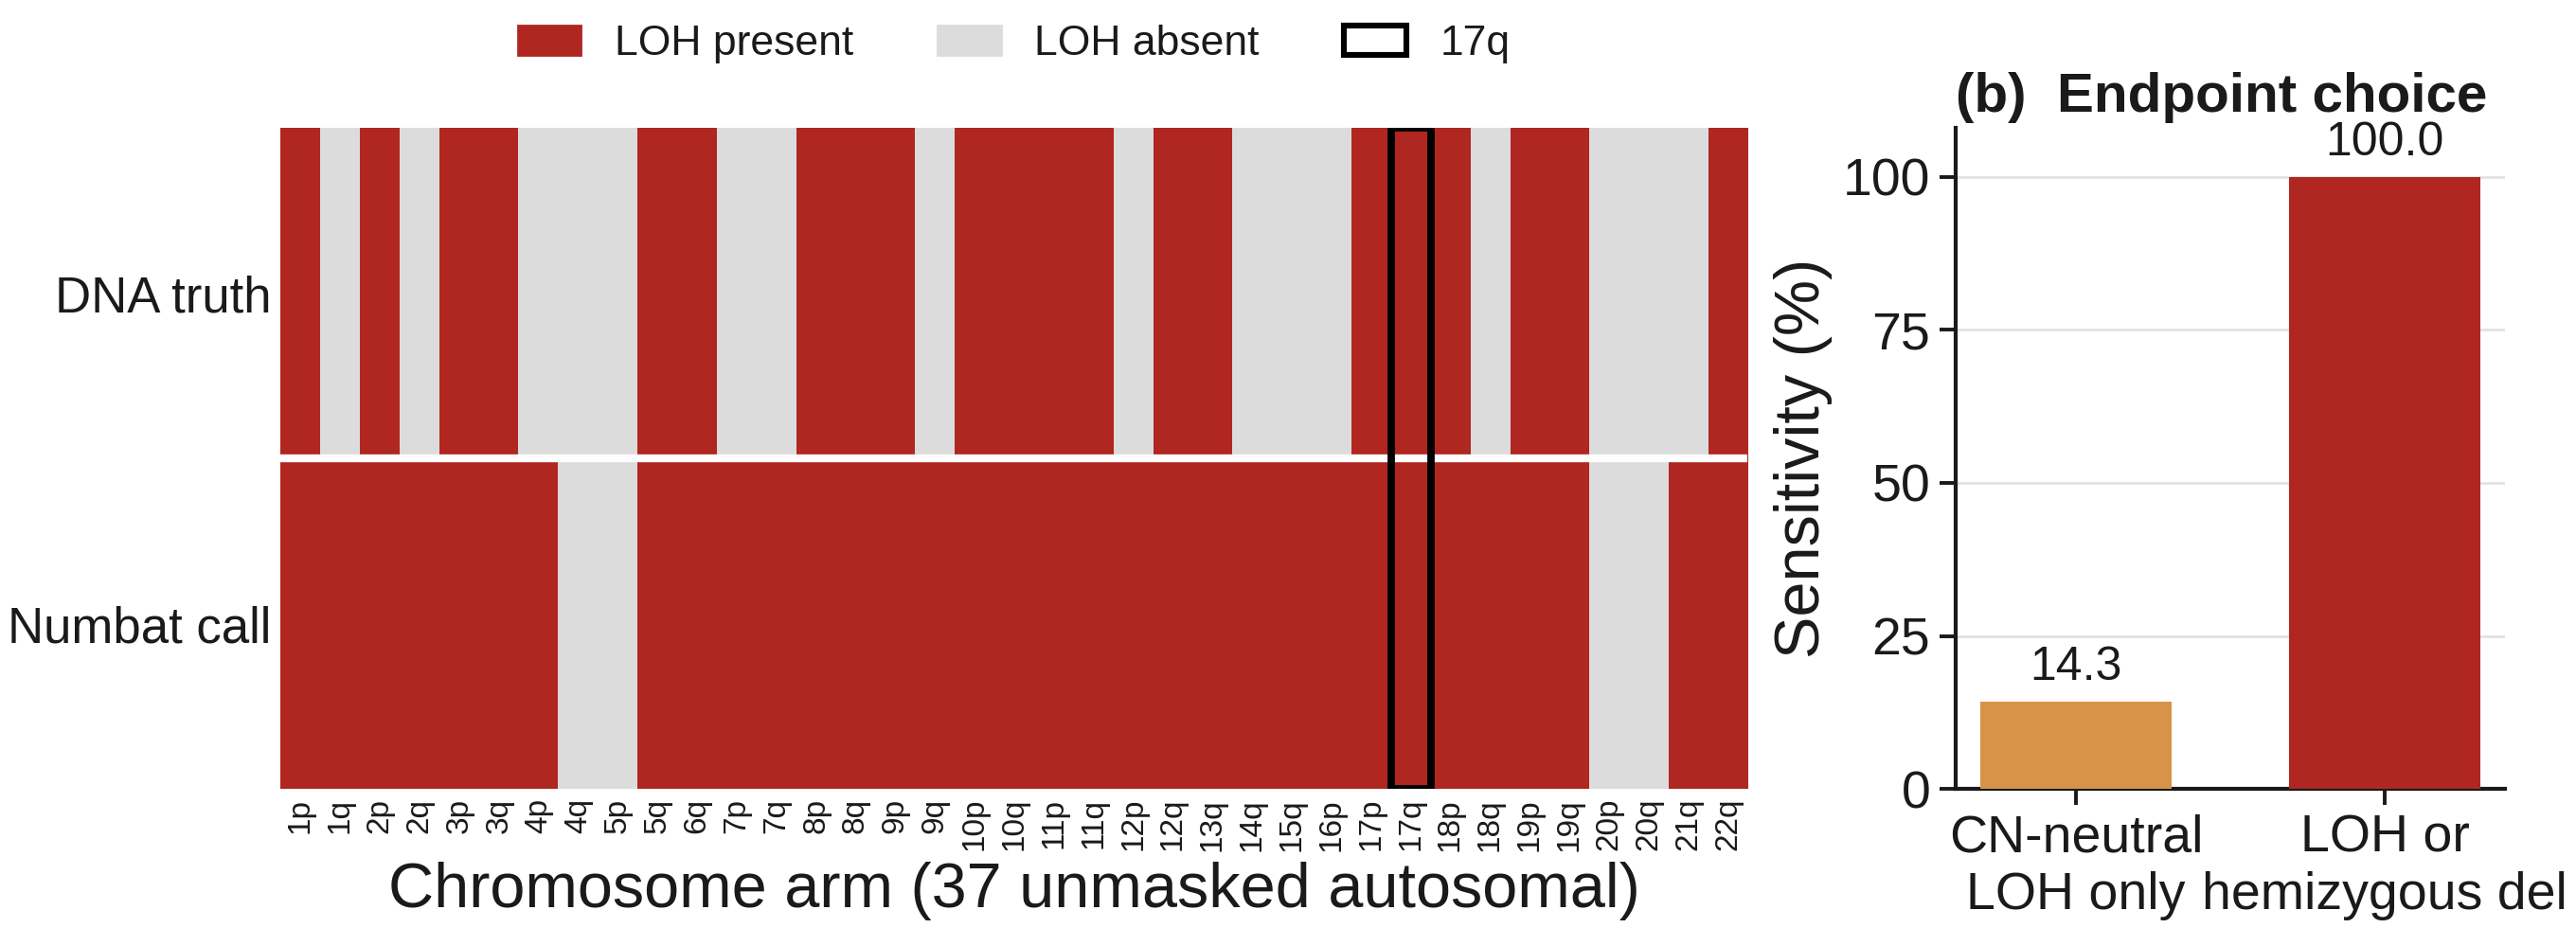 LOH present
LOH absent
17q
DNA truth
Numbat call
1p
1q
2p
2q
3p
3q
4p
4q
5p
5q
6q
7p
7q
8p
8q
9p
9q
10p
10q
11p
11q
12p
12q
13q
14q
15q
16p
17p
17q
18p
18q
19p
19q
20p
20q
21q
22q
Chromosome arm (37 unmasked autosomal)
(b) Endpoint choice
Sensitivity (%)
100
75
50
25
0
14.3
100.0
CN-neutral
LOH only
LOH or
hemizygous del